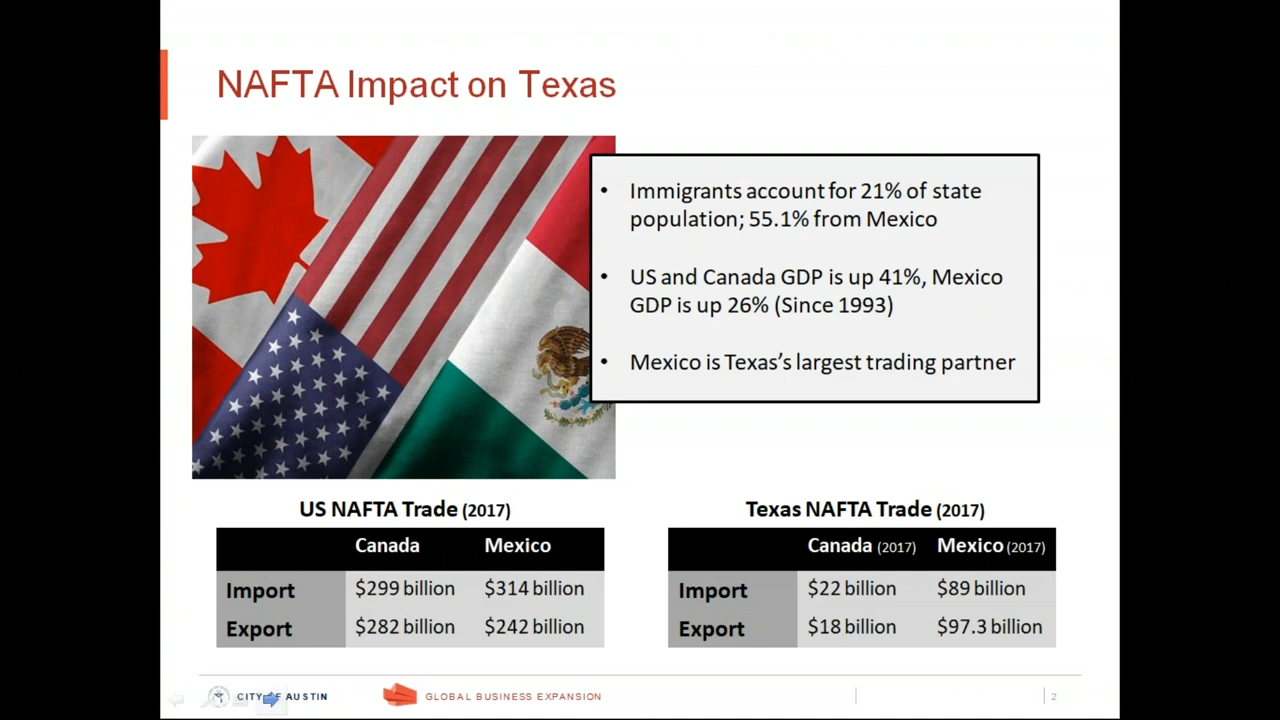 NAFTA Impact on Texas
• Immigrants account for 21% of state
population; 55.1% from Mexico
• US and Canada GDP is up 41%, Mexico
GDP is up 26% (Since 1993)
• Mexico is Texas’s largest trading partner
US NAFTA Trade (2017)
Canada Mexico
Import $299 billion $314 billion
Export $282 billion $242 billion
Texas NAFTA Trade (2017)
Canada (2017) Mexico (2017)
Import $22 billion $89 billion
Export $18 billion $97.3 billion
CITY OF AUSTIN
GLOBAL BUSINESS EXPANSION
2